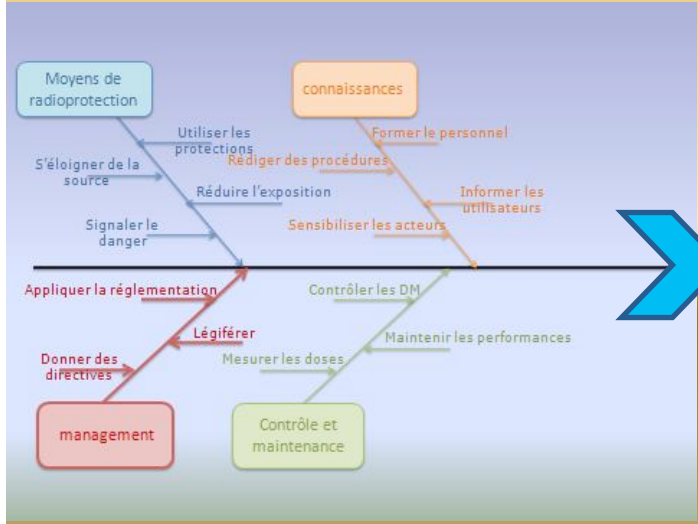 Moyens de
radioprotection
connaissances
Utiliser les
protections
Former le personnel
S'éloigner de la
source
Rédiger des procédures
Réduire l'exposition
Informer les
utilisateurs
Signaler le
danger
Sensibiliser les acteurs
Appliquer la réglementation
Contrôler les DM
Légiférer
Maintenir les performances
Donner des
directives
Mesurer les doses
management
Contrôle et
maintenance